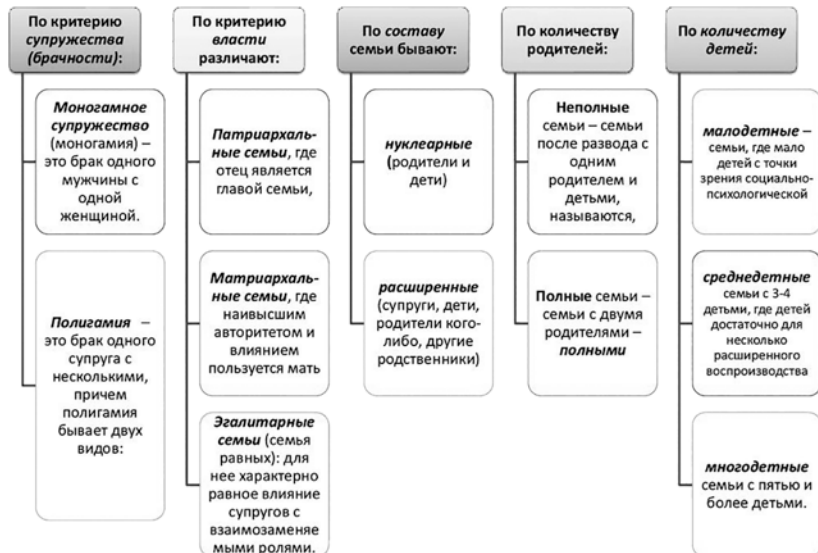 По критерию
супружества
(брачности):
Моногамное
супружество
(моногамия) –
это брак одного
мужчины с
одной
женщиной.
Полигамия –
это брак одного
супруга с
несколькими,
причем
полигамия
бывает двух
видов:
По критерию
власти
различают:
Патриархаль-
ные семьи, где
отец является
главой семьи,
Матриархаль-
ные семьи, где
наивысшим
авторитетом и
влиянием
пользуется мать
Эгалитарные
семьи (семья
равных): для
нее характерно
равное влияние
супругов с
взаимозаменяе
мыми ролями.
По составу
семьи бывают:
нуклеарные
(родители и
дети)
расширенные
(супруги, дети,
родители кого-
либо, другие
родственники)
По количеству
родителей:
Неполные
семьи – семьи
после развода с
одним
родителем и
детьми,
называются,
Полные семьи –
семьи с двумя
родителями –
полными
По количеству
детей:
малодетные –
семьи, где мало
детей с точки
зрения социально-
психологической
среднедетные
семьи с 3-4
детьми, где детей
достаточно для
несколько
расширенного
воспроизводства
многодетные
семьи с пятью и
более детьми.